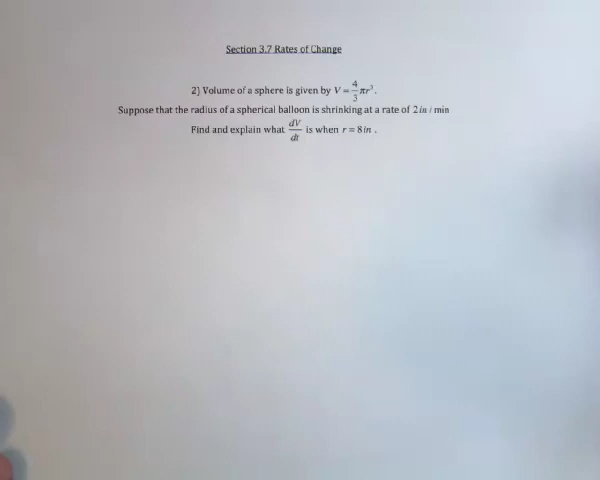 Section 3.7 Rates of Change
2) Volume of a sphere is given by V = 4/3 πr³.
Suppose that the radius of a spherical balloon is shrinking at a rate of 2 in / min
Find and explain what dV/dt is when r = 8 in .